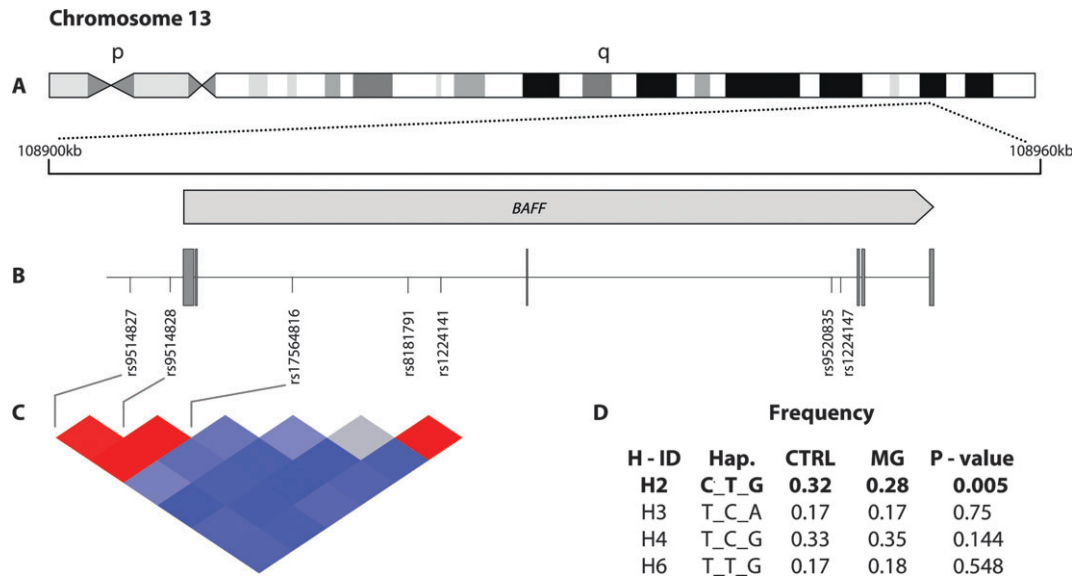 Chromosome 13
p
q
A
108900kb
108960kb
BAFF
B
rs9514827
rs9514828
rs17564816
rs8181791
rs1224141
rs9520835
rs1224147
C
D
Frequency
H - ID Hap. CTRL MG P - value
H2 C_T_G 0.32 0.28 0.005
H3 T_C_A 0.17 0.17 0.75
H4 T_C_G 0.33 0.35 0.144
H6 T_T_G 0.17 0.18 0.548